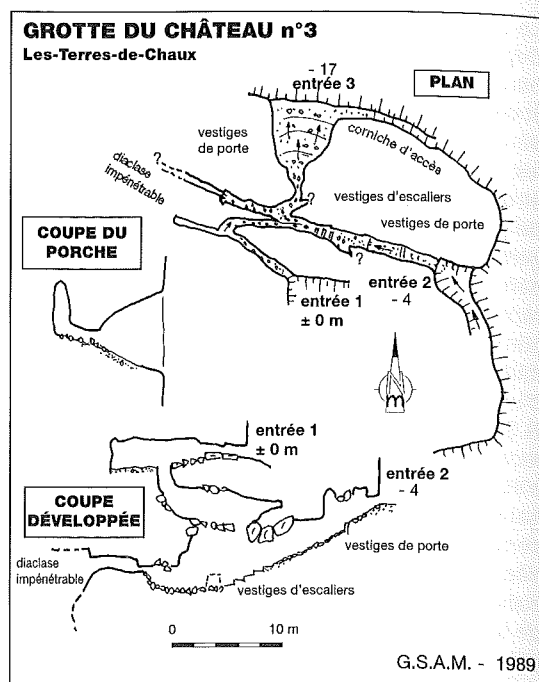 GROTTE DU CHÂTEAU n°3
Les-Terres-de-Chaux
- 17
entrée 3
PLAN
vestiges
de porte
corniche d'accès
?
diaclase
impénétrable
?
vestiges d'escaliers
vestiges de porte
COUPE DU
PORCHE
?
entrée 1
± 0 m
entrée 2
- 4
entrée 1
± 0 m
entrée 2
- 4
COUPE
DÉVELOPPÉE
vestiges de porte
diaclase
impénétrable
vestiges d'escaliers
0 10 m
G.S.A.M. - 1989